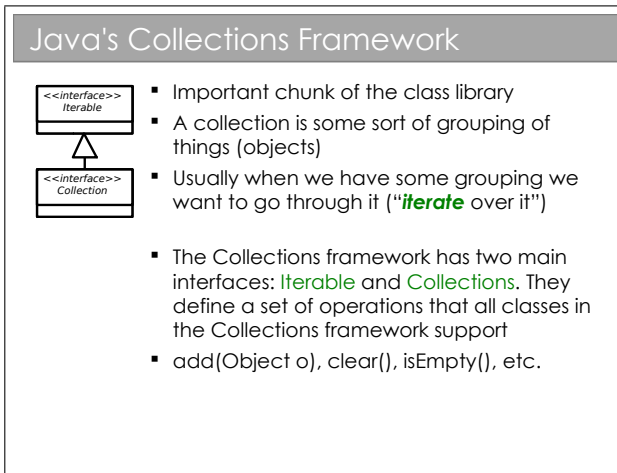 Java's Collections Framework
<<interface>>
Iterable
<<interface>>
Collection
▪ Important chunk of the class library
▪ A collection is some sort of grouping of
things (objects)
▪ Usually when we have some grouping we
want to go through it (“iterate over it”)
▪ The Collections framework has two main
interfaces: Iterable and Collections. They
define a set of operations that all classes in
the Collections framework support
▪ add(Object o), clear(), isEmpty(), etc.